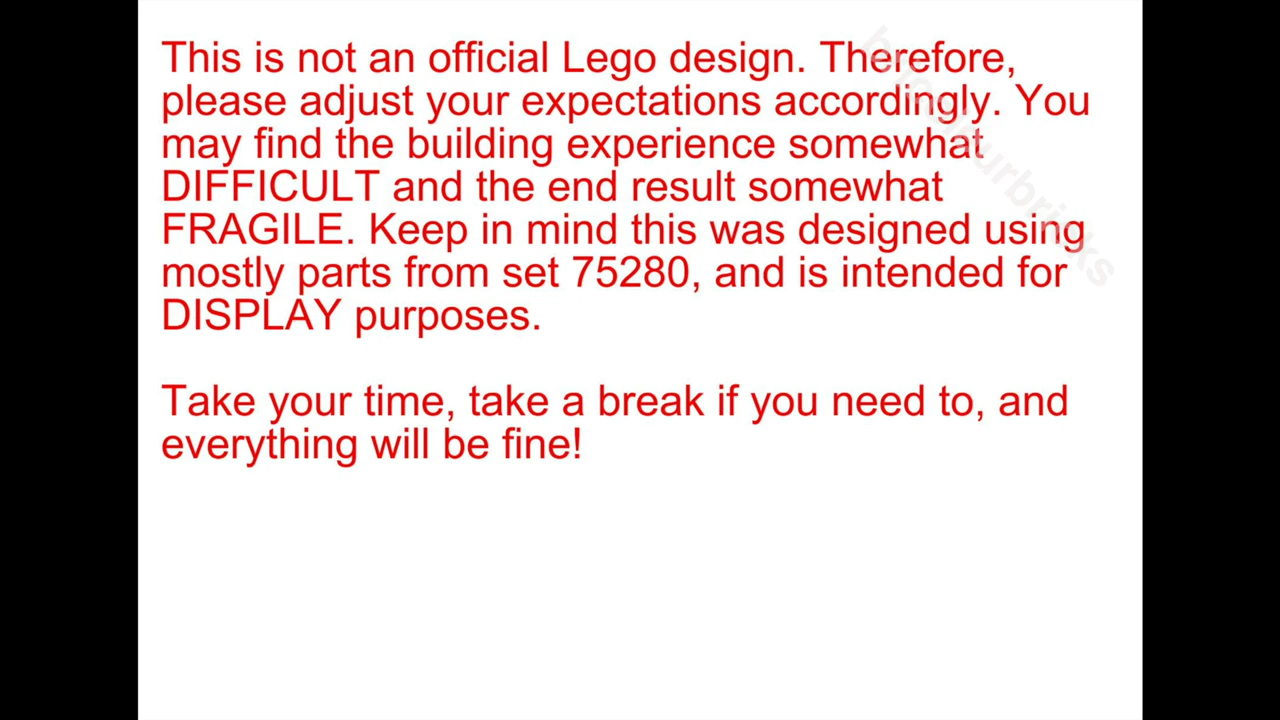 This is not an official Lego design. Therefore,
please adjust your expectations accordingly. You
may find the building experience somewhat
DIFFICULT and the end result somewhat
FRAGILE. Keep in mind this was designed using
mostly parts from set 75280, and is intended for
DISPLAY purposes.
Take your time, take a break if you need to, and
everything will be fine!